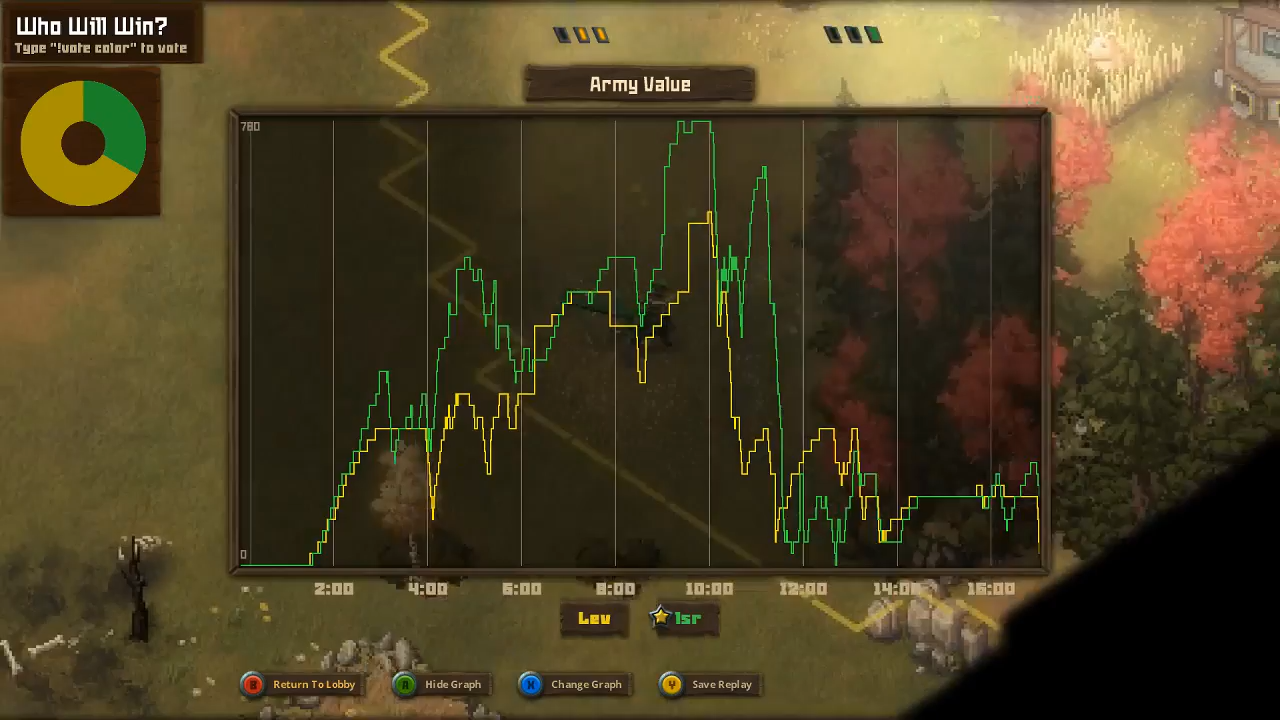 Who Will Win?
Type "!vote color" to vote
Army Value
780
0
2:00 4:00 6:00 8:00 10:00 12:00 14:00 16:00
Lev Isr
B Return To Lobby A Hide Graph X Change Graph Y Save Replay